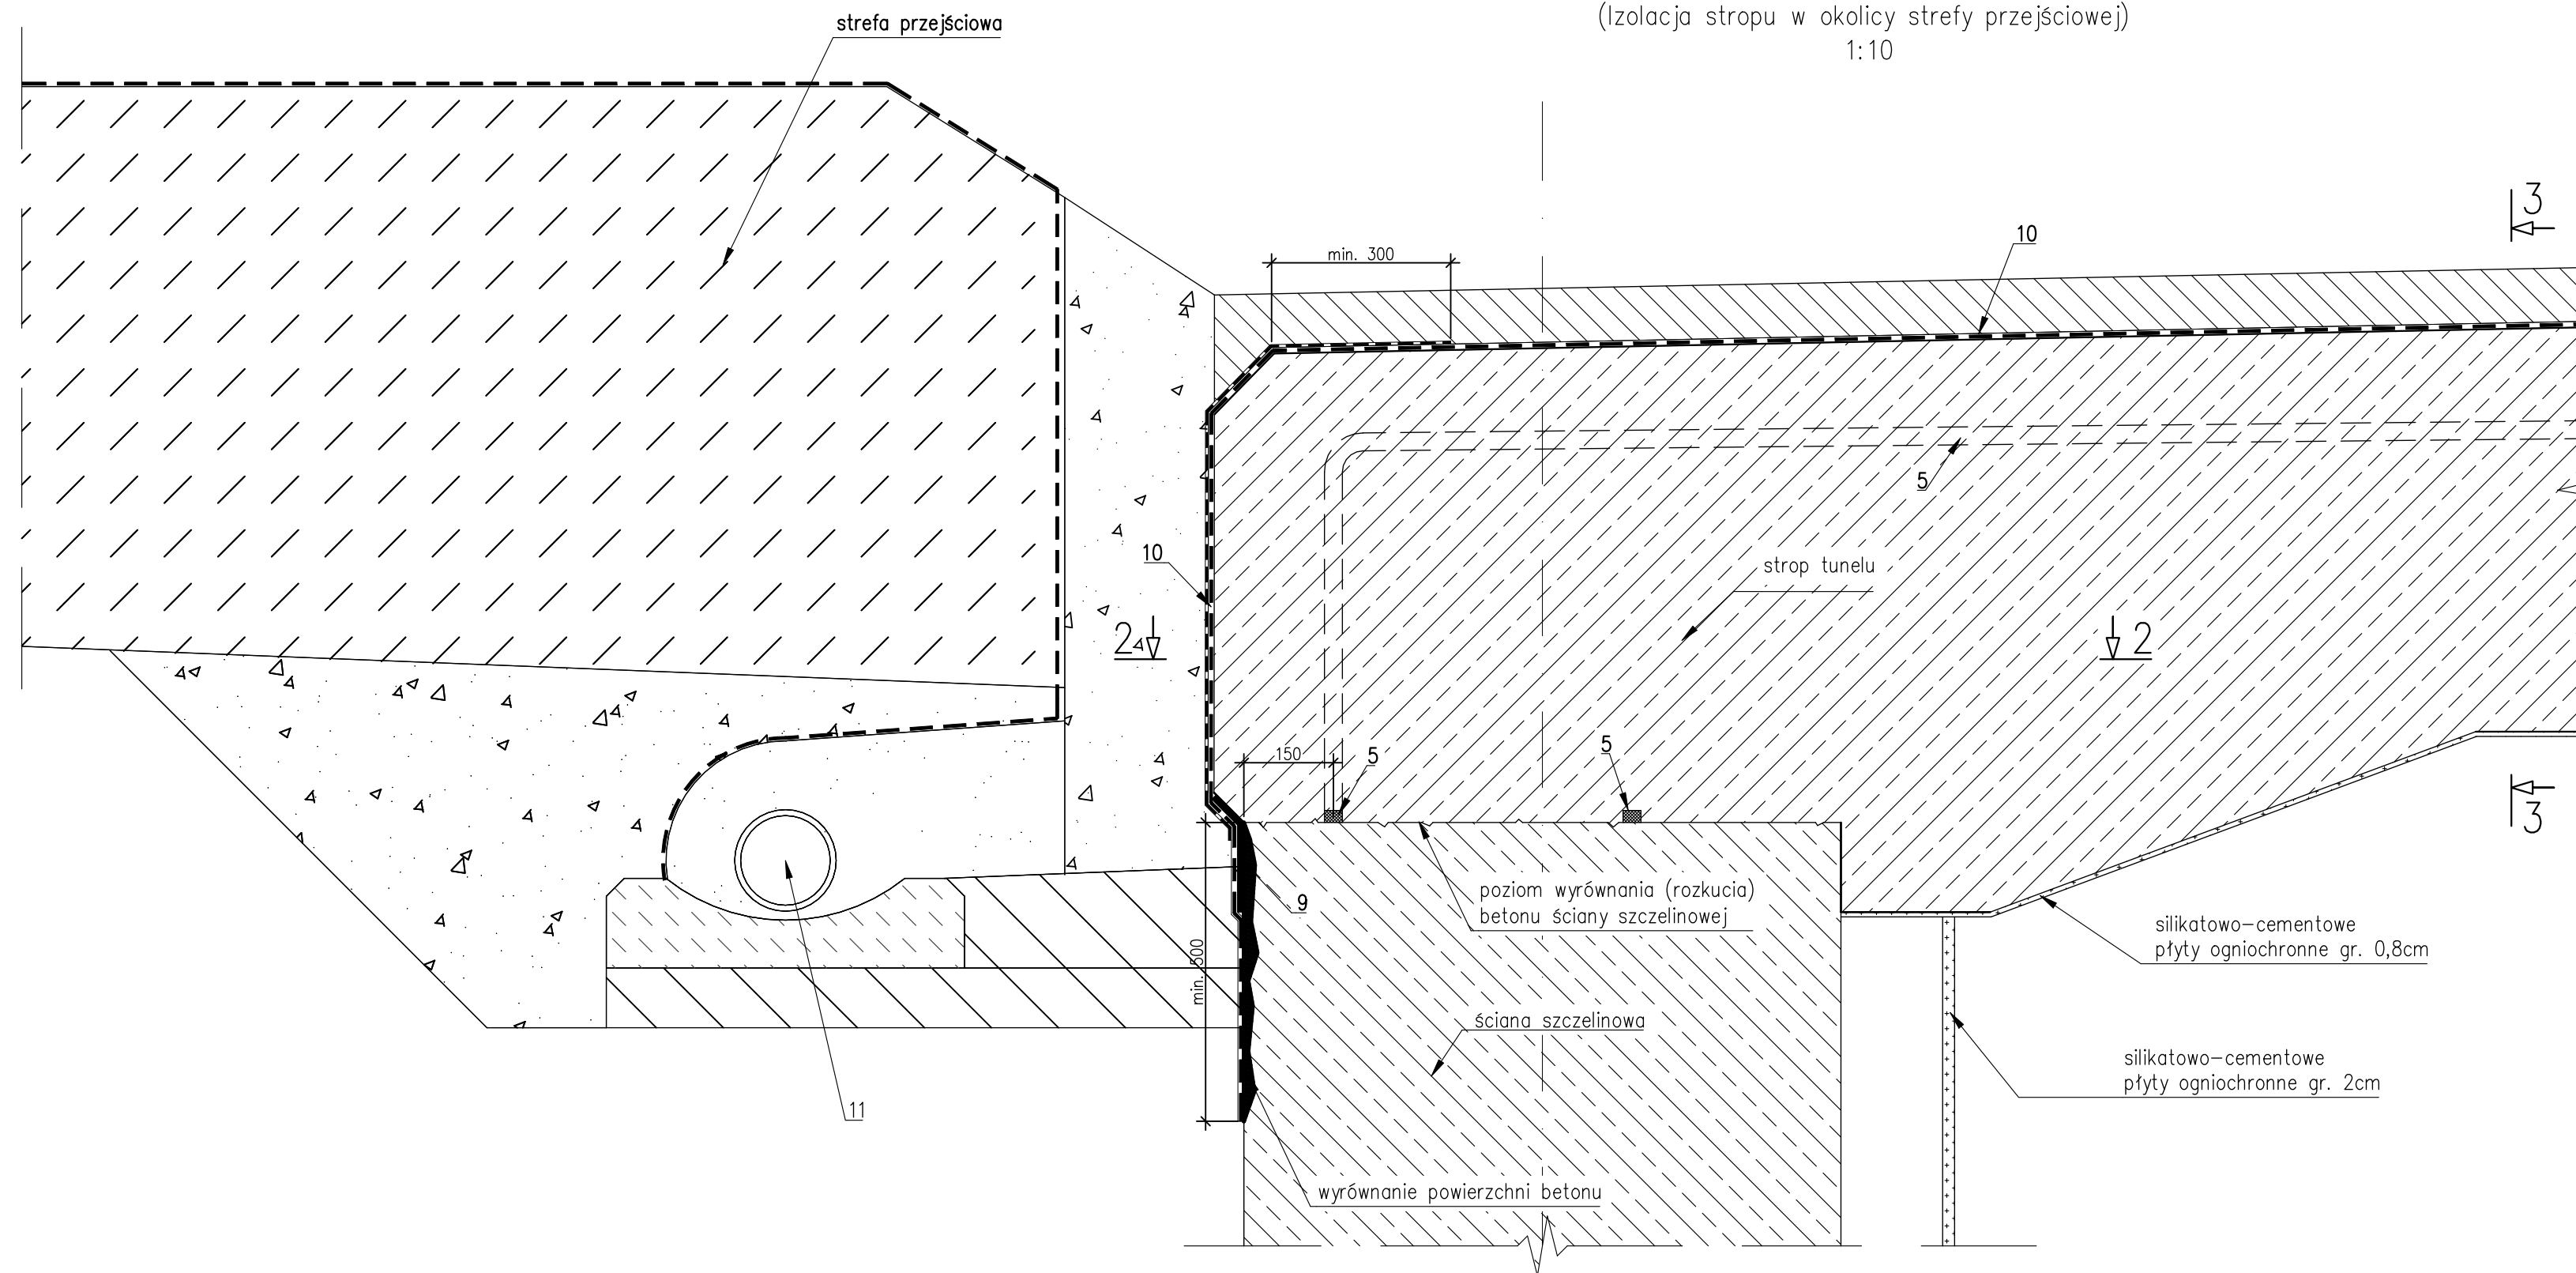 (Izolacja stropu w okolicy strefy przejściowej)
1:10
strefa przejściowa
3
10
min. 300
5
10
strop tunelu
2
2
150
5
5
3
9
poziom wyrównania (rozkucia)
betonu ściany szczelinowej
silikatowo-cementowe
płyty ogniochronne gr. 0,8cm
min. 500
ściana szczelinowa
silikatowo-cementowe
płyty ogniochronne gr. 2cm
11
wyrównanie powierzchni betonu